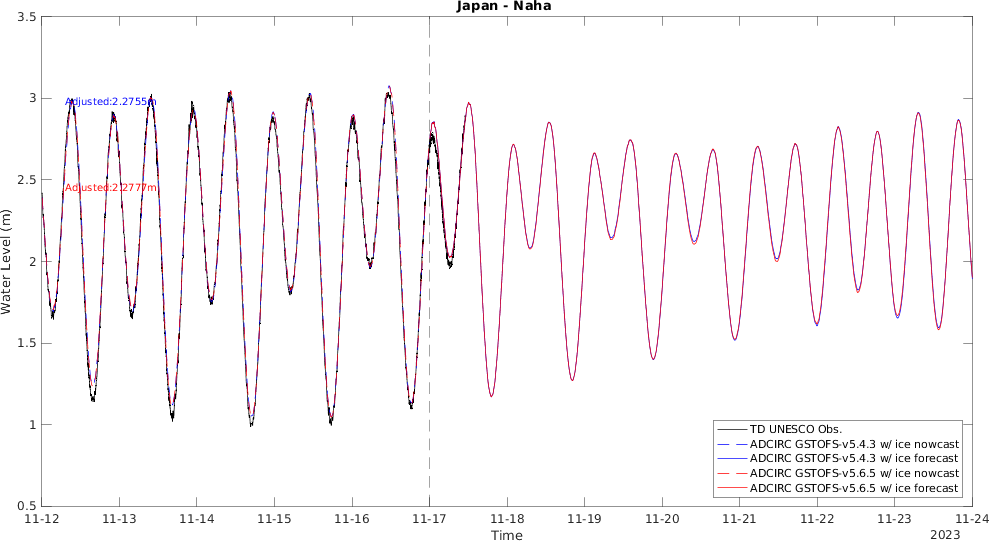 Japan - Naha
3.5
3
2.5
2
1.5
1
0.5
Water Level (m)
Adjusted:2.2755m
Adjusted:2.2777m
TD UNESCO Obs.
ADCIRC GSTOFS-v5.4.3 w/ ice nowcast
ADCIRC GSTOFS-v5.4.3 w/ ice forecast
ADCIRC GSTOFS-v5.6.5 w/ ice nowcast
ADCIRC GSTOFS-v5.6.5 w/ ice forecast
11-12 11-13 11-14 11-15 11-16 11-17 11-18 11-19 11-20 11-21 11-22 11-23 11-24
Time
2023